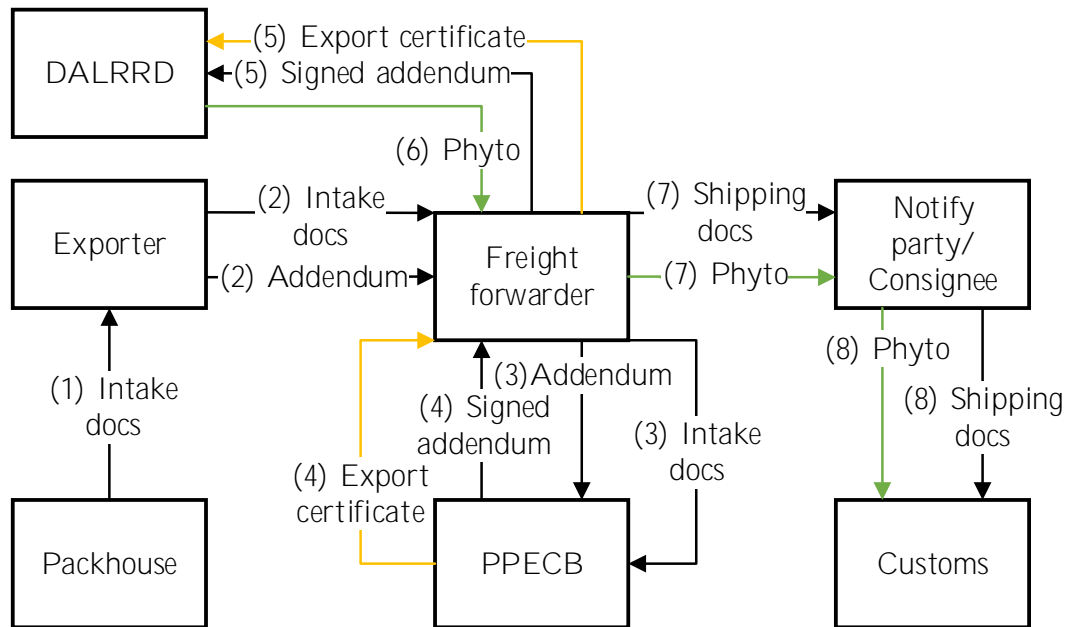 (5) Export certificate
DALRRD
(5) Signed addendum
(6) Phyto
(2) Intake
docs
Exporter
(2) Addendum
Freight
forwarder
(7) Shipping
docs
(7) Phyto
Notify
party/
Consignee
(1) Intake
docs
(3)Addendum
(4) Signed
addendum
(3) Intake
docs
(4) Export
certificate
(8) Phyto
(8) Shipping
docs
Packhouse
PPECB
Customs